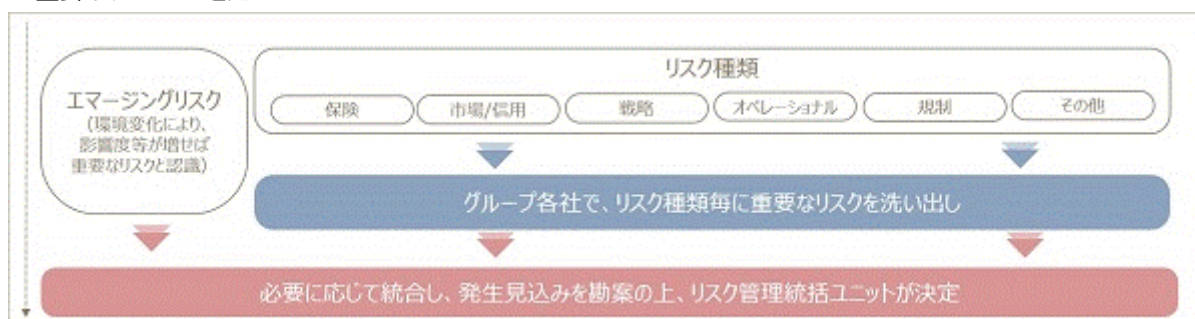 リスク種類
エマージングリスク
(環境変化により、
影響度等が増せば
重要なリスクと認識)
保険
市場/信用
戦略
オペレーショナル
規制
その他
グループ各社で、リスク種類毎に重要なリスクを洗い出し
必要に応じて統合し、発生見込みを勘案の上、リスク管理統括ユニットが決定